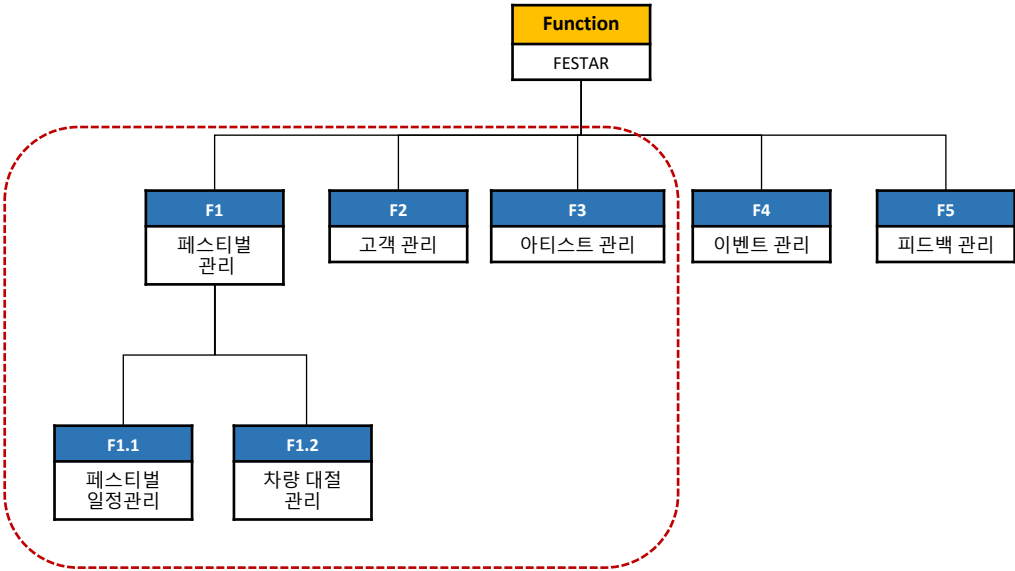 Function
FESTAR
F1
페스티벌
관리
F2
고객 관리
F3
아티스트 관리
F4
이벤트 관리
F5
피드백 관리
F1.1
페스티벌
일정관리
F1.2
차량 대절
관리